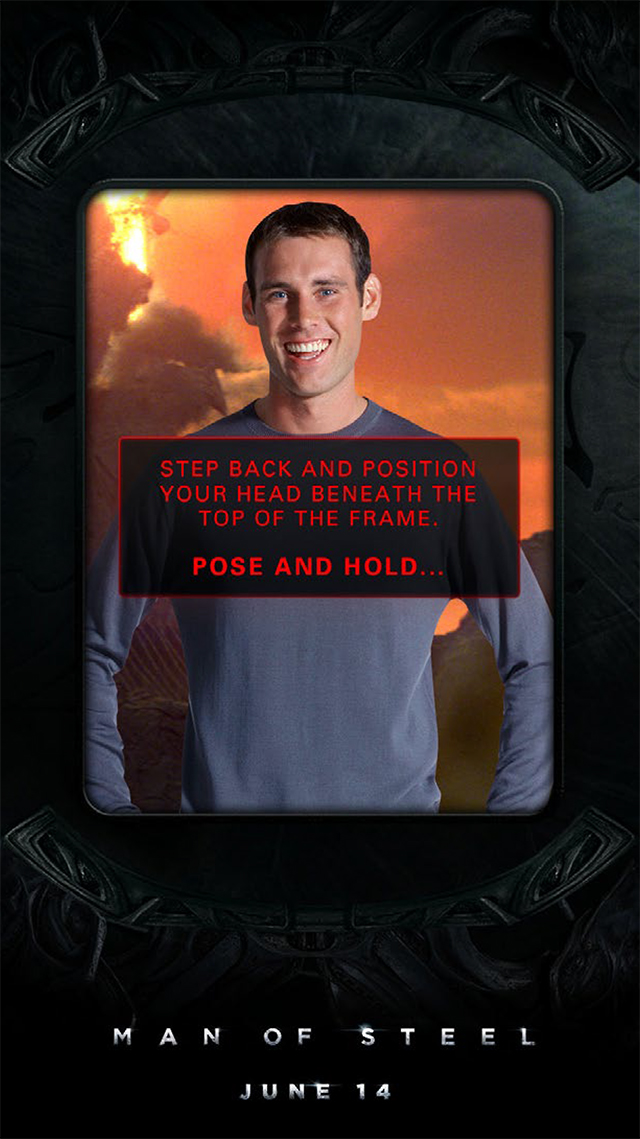 STEP BACK AND POSITION
YOUR HEAD BENEATH THE
TOP OF THE FRAME.
POSE AND HOLD...
MAN OF STEEL
JUNE 14